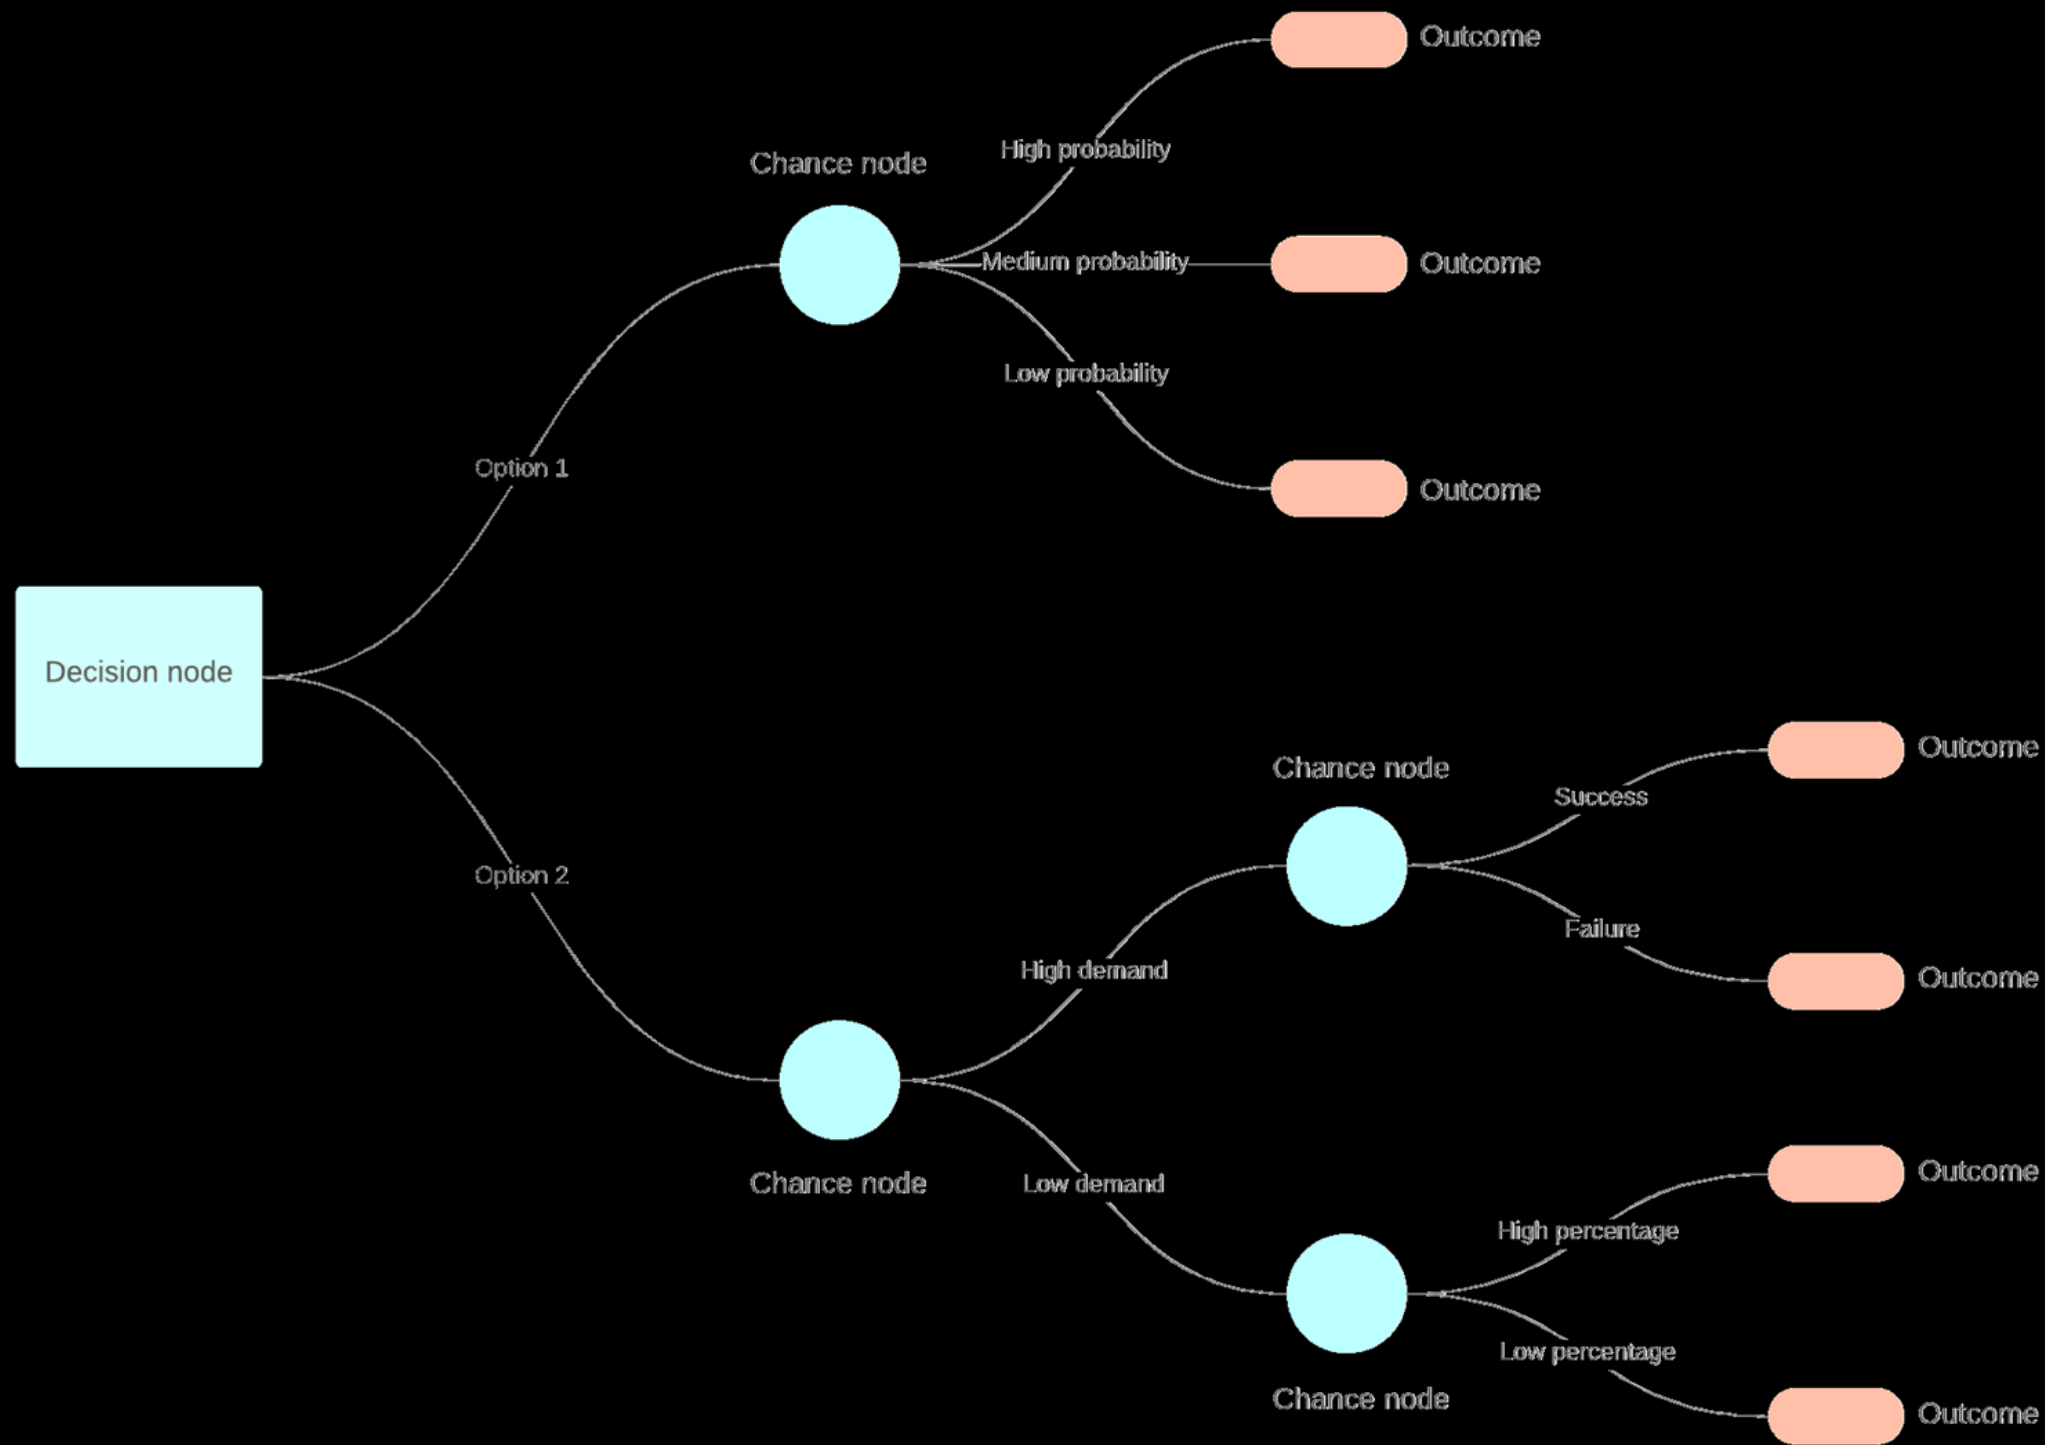 Outcome
High probability
Chance node
Medium probability
Outcome
Low probability
Option 1
Outcome
Decision node
Outcome
Chance node
Success
Option 2
Failure
High demand
Outcome
Chance node
Low demand
Outcome
High percentage
Low percentage
Chance node
Outcome